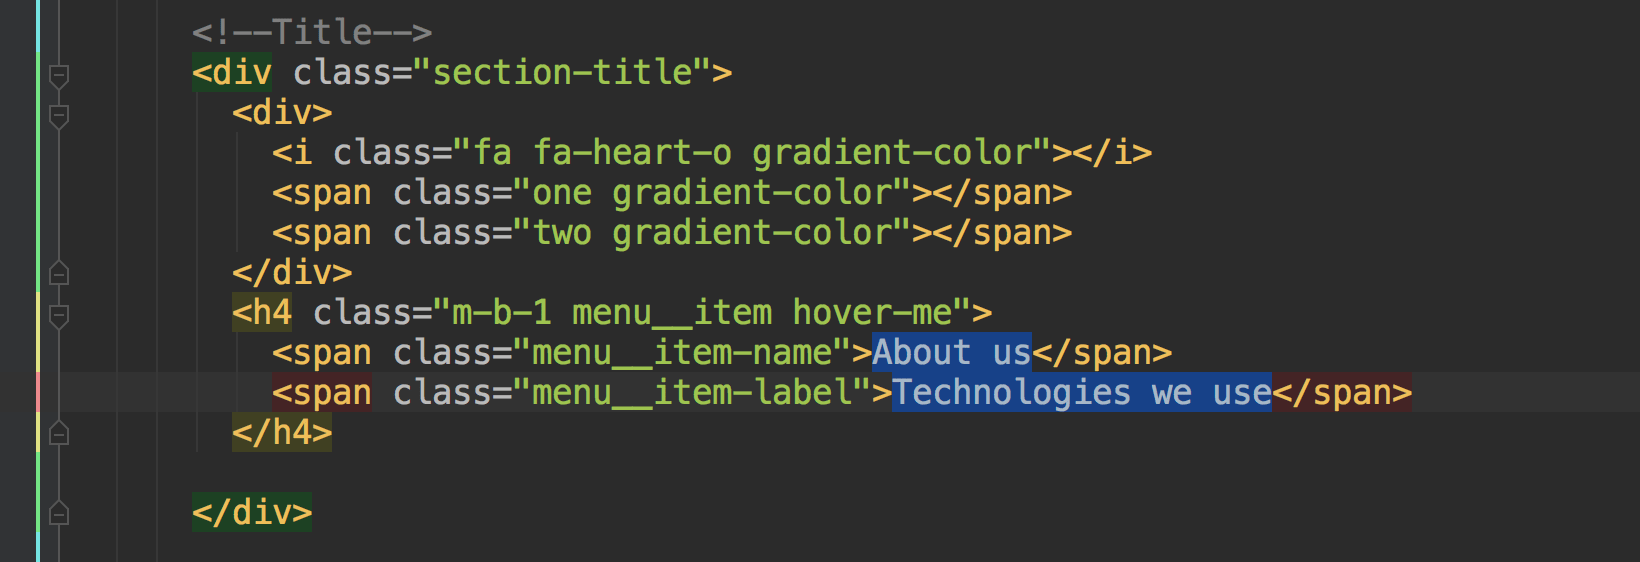 <!--Title-->
<div class="section-title">
<div>
<i class="fa fa-heart-o gradient-color"></i>
<span class="one gradient-color"></span>
<span class="two gradient-color"></span>
</div>
<h4 class="m-b-1 menu__item hover-me">
<span class="menu__item-name">About us</span>
<span class="menu__item-label">Technologies we use</span>
</h4>
</div>